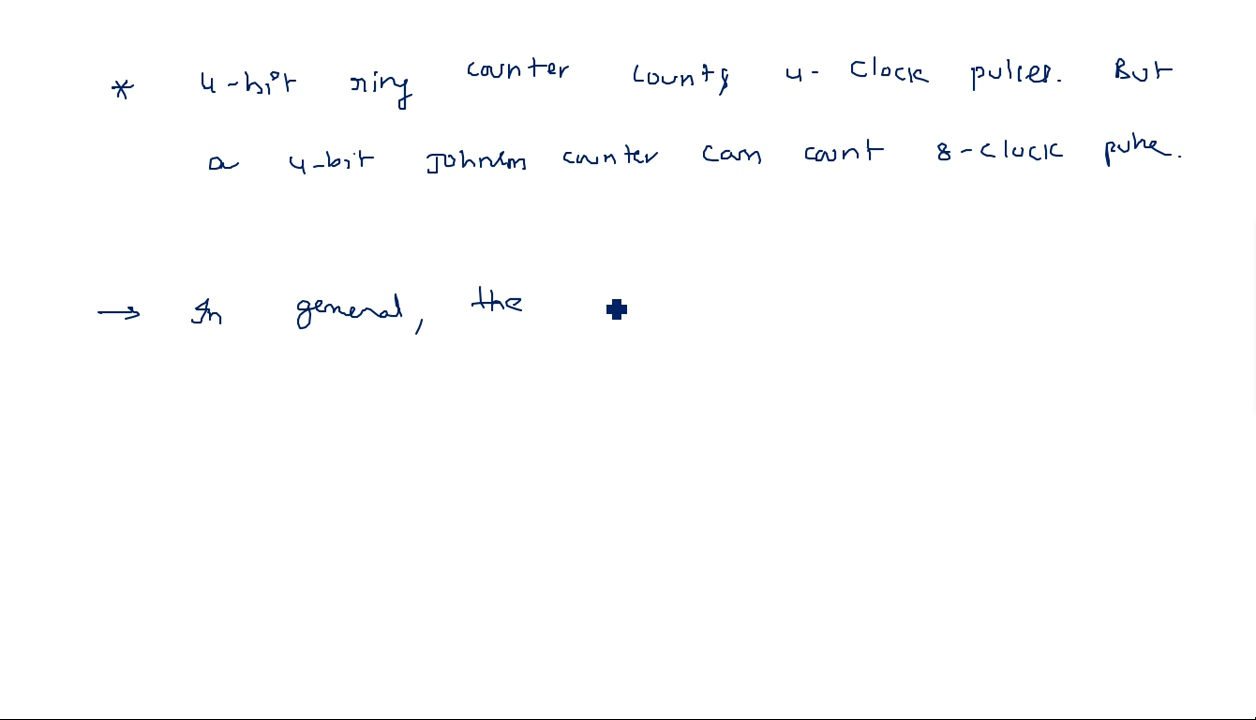 * 4-bit ring counter counts 4- clock pulses. But
a 4-bit Johnson counter can count 8-clock pulse.
→ In general, the